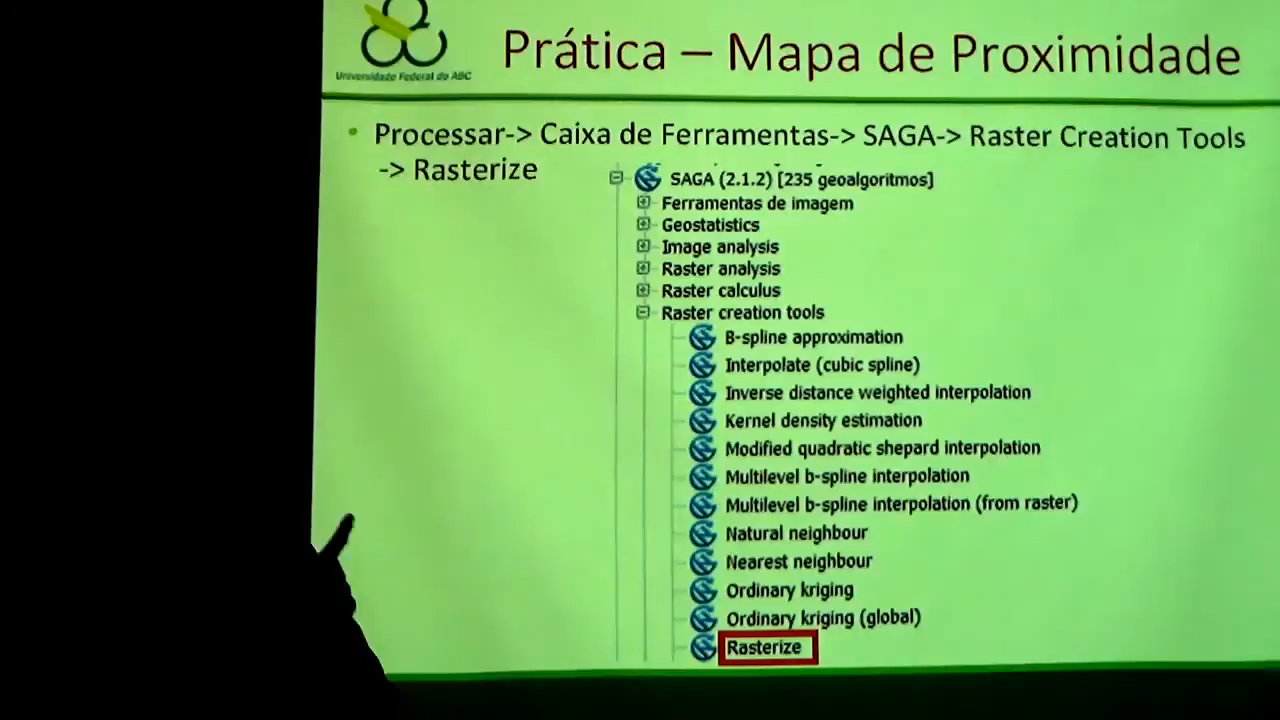 Universidade Federal do ABC
Prática – Mapa de Proximidade
• Processar-> Caixa de Ferramentas-> SAGA-> Raster Creation Tools
-> Rasterize
SAGA (2.1.2) [235 geoalgoritmos]
Ferramentas de imagem
Geostatistics
Image analysis
Raster analysis
Raster calculus
Raster creation tools
B-spline approximation
Interpolate (cubic spline)
Inverse distance weighted interpolation
Kernel density estimation
Modified quadratic shepard interpolation
Multilevel b-spline interpolation
Multilevel b-spline interpolation (from raster)
Natural neighbour
Nearest neighbour
Ordinary kriging
Ordinary kriging (global)
Rasterize